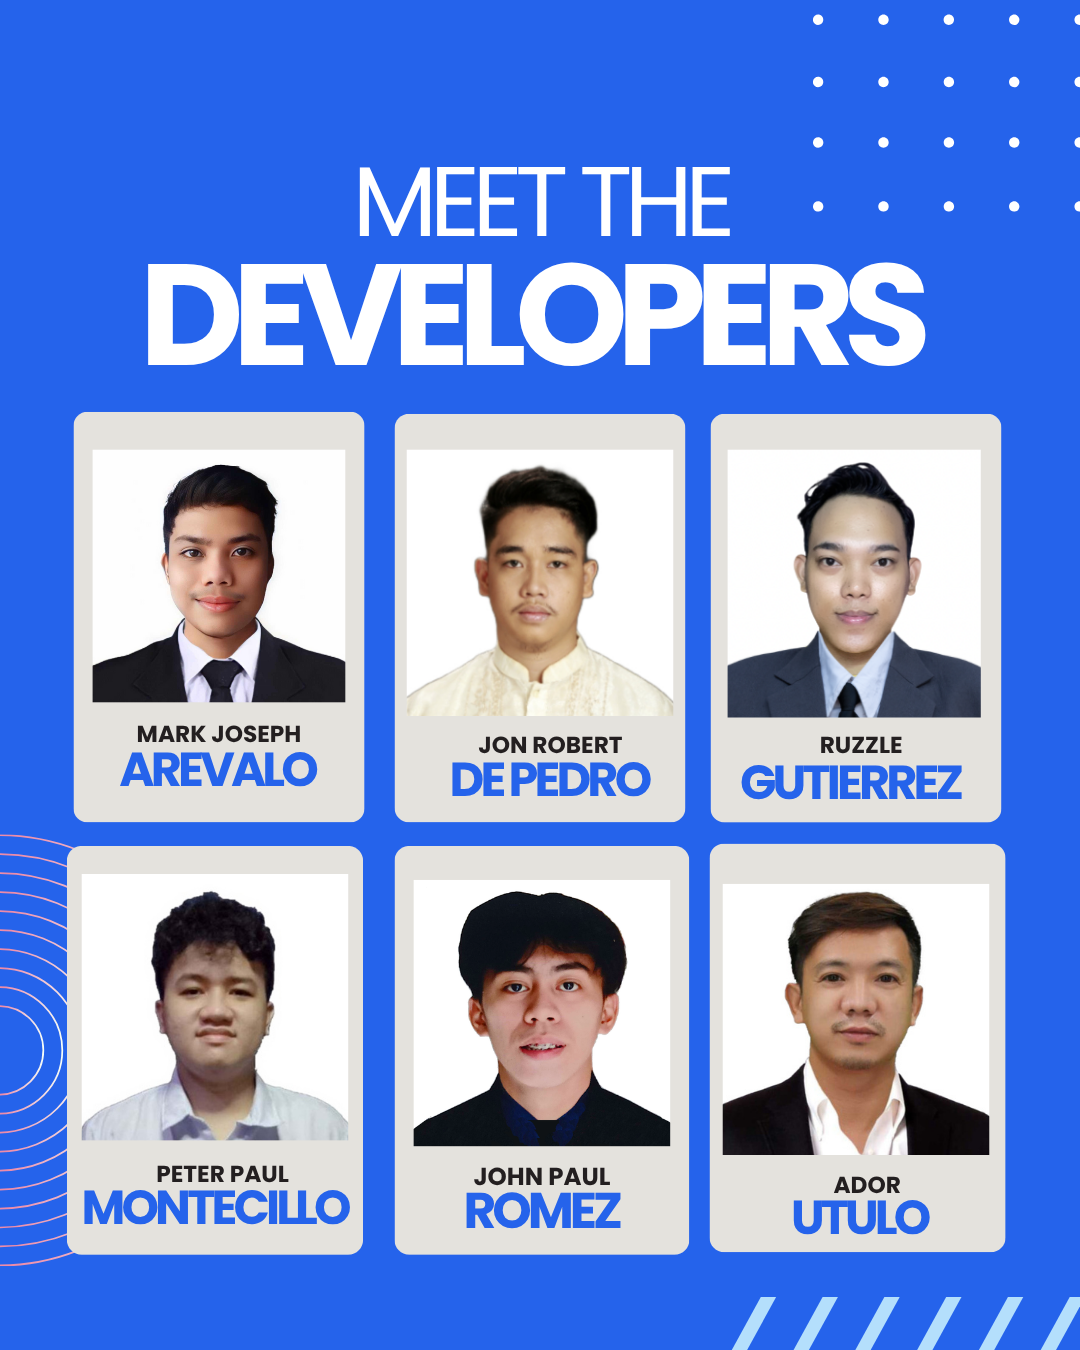 MEET THE
DEVELOPERS
MARK JOSEPH
AREVALO
JON ROBERT
DE PEDRO
RUZZLE
GUTIERREZ
PETER PAUL
MONTECILLO
JOHN PAUL
ROMEZ
ADOR
UTULO